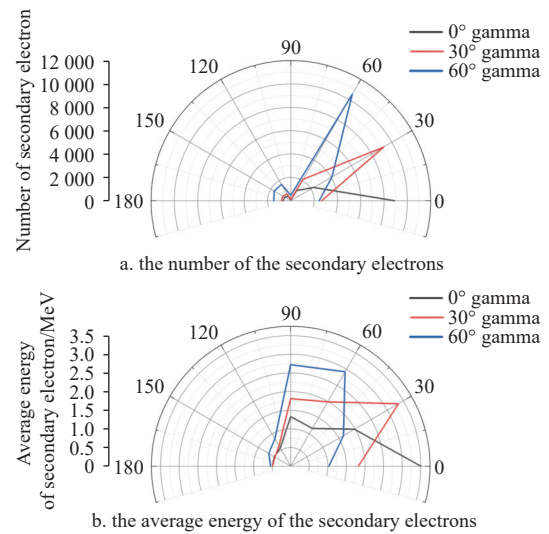 Number of secondary electron
12 000
10 000
8 000
6 000
4 000
2 000
0
180
150
120
90
60
30
0
0° gamma
30° gamma
60° gamma
a. the number of the secondary electrons
Average energy
of secondary electron/MeV
3.5
3.0
2.5
2.0
1.5
1.0
0.5
0
180
150
120
90
60
30
0
0° gamma
30° gamma
60° gamma
b. the average energy of the secondary electrons